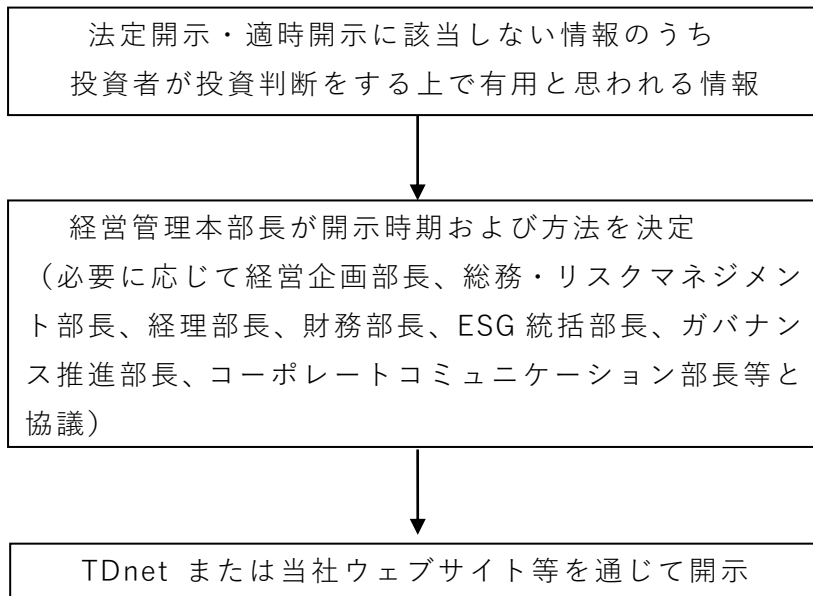 法定開示・適時開示に該当しない情報のうち
投資者が投資判断をする上で有用と思われる情報
経営管理本部長が開示時期および方法を決定
（必要に応じて経営企画部長、総務・リスクマネジメン
ト部長、経理部長、財務部長、ESG 統括部長、ガバナン
ス推進部長、コーポレートコミュニケーション部長等と
協議）
TDnet または当社ウェブサイト等を通じて開示